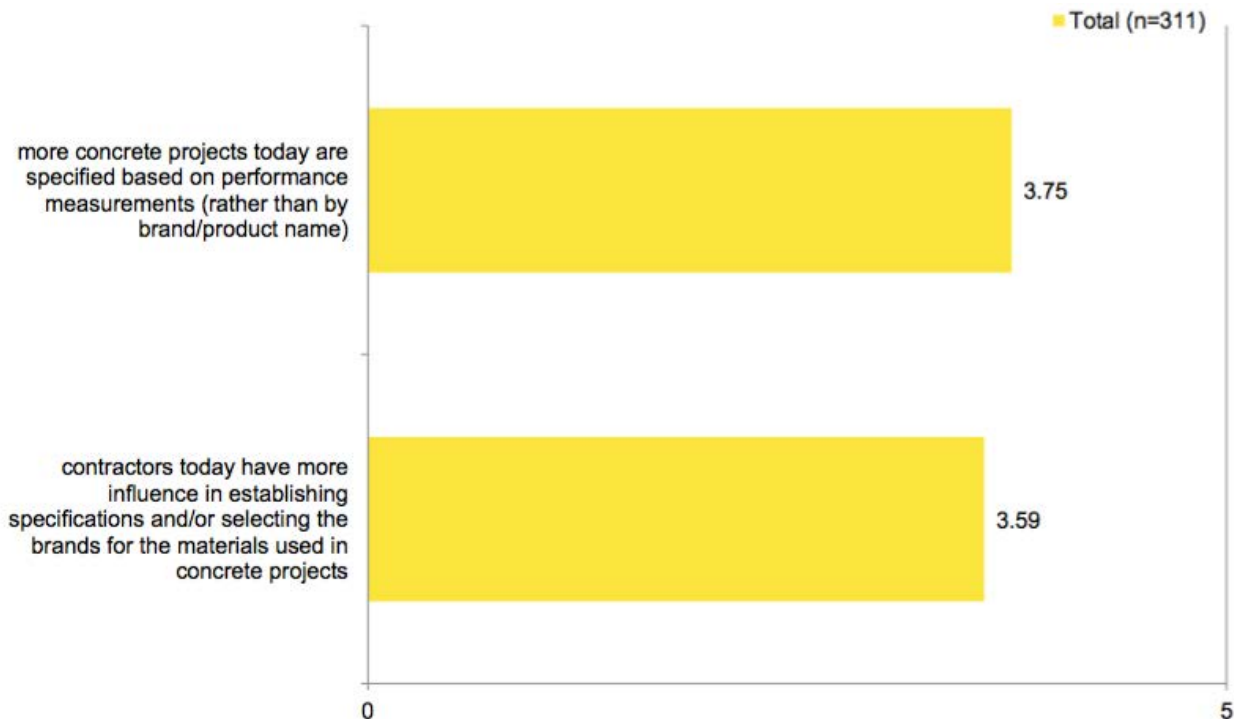 Total (n=311)
more concrete projects today are
specified based on performance
measurements (rather than by
brand/product name)
3.75
contractors today have more
influence in establishing
specifications and/or selecting the
brands for the materials used in
concrete projects
3.59
0
5